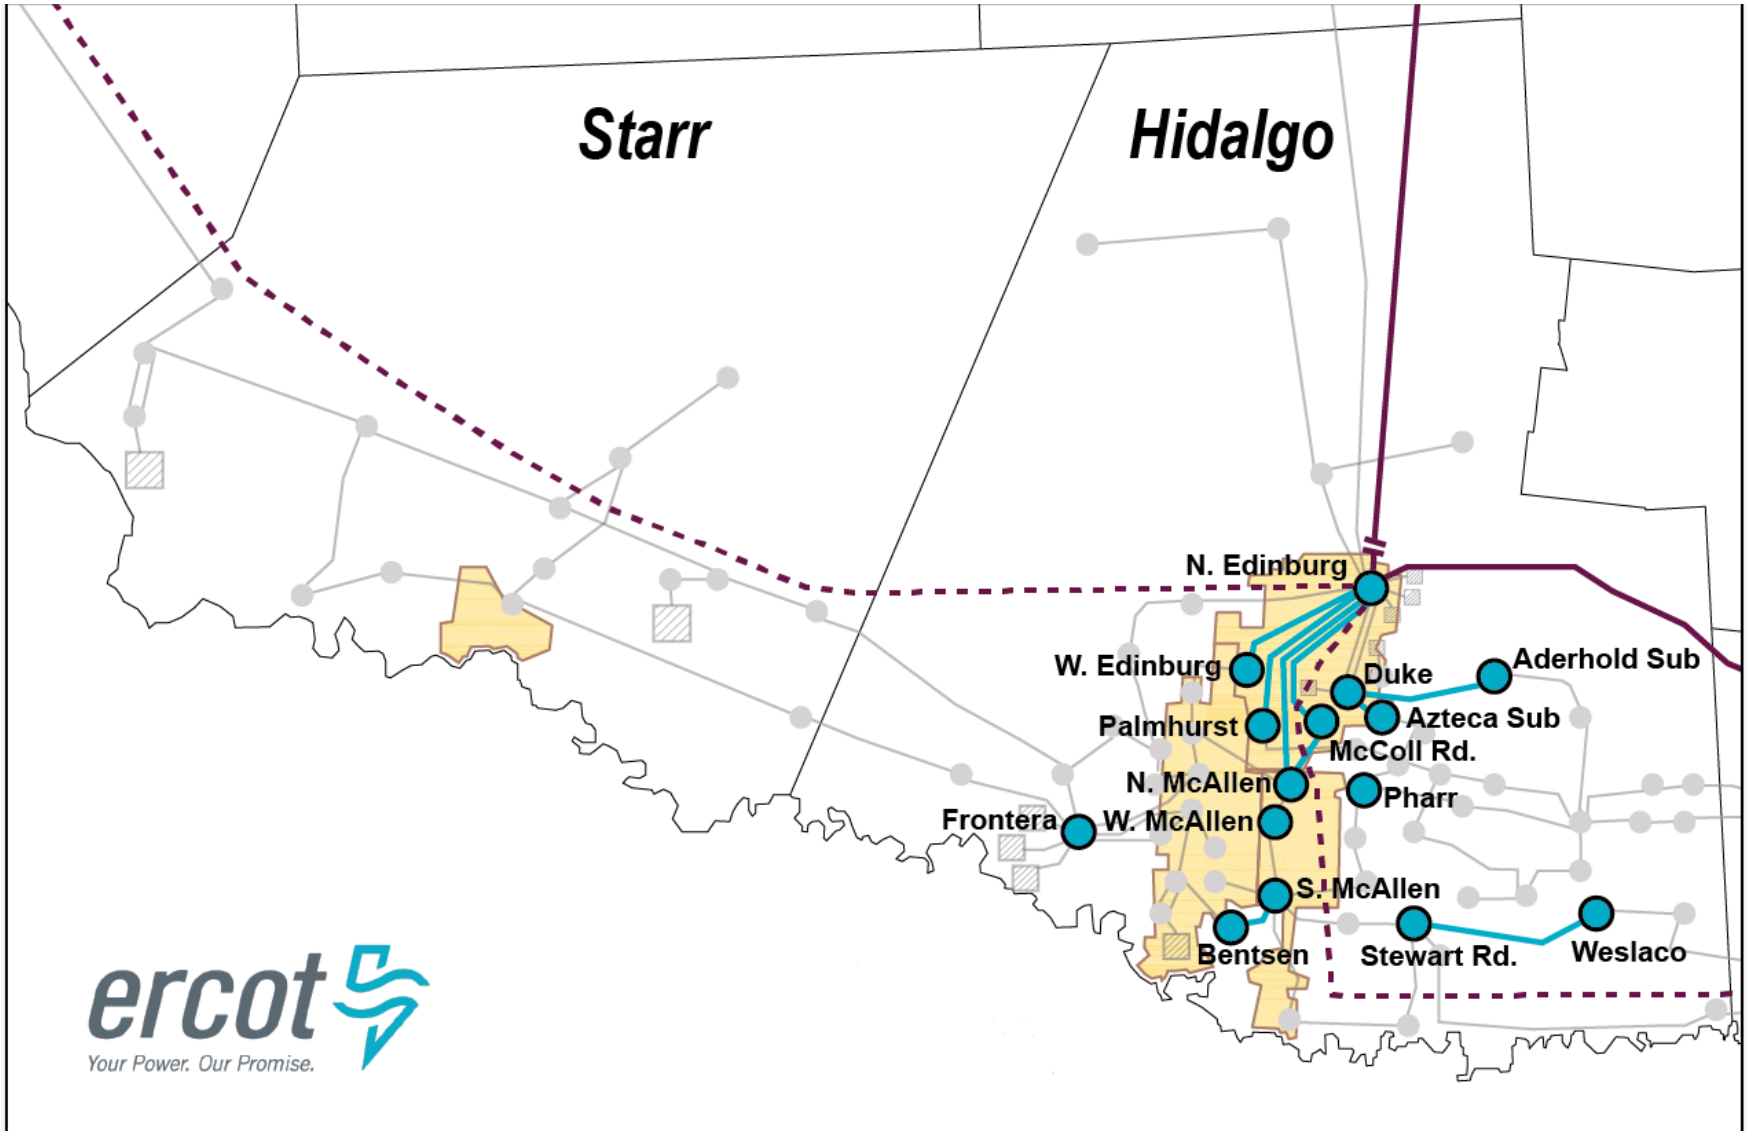 Starr
Hidalgo
N. Edinburg
W. Edinburg
Duke
Aderhold Sub
Palmhurst
Azteca Sub
McColl Rd.
N. McAllen
Pharr
Frontera
W. McAllen
S. McAllen
Bentsen
Stewart Rd.
Weslaco
ercot
Your Power. Our Promise.